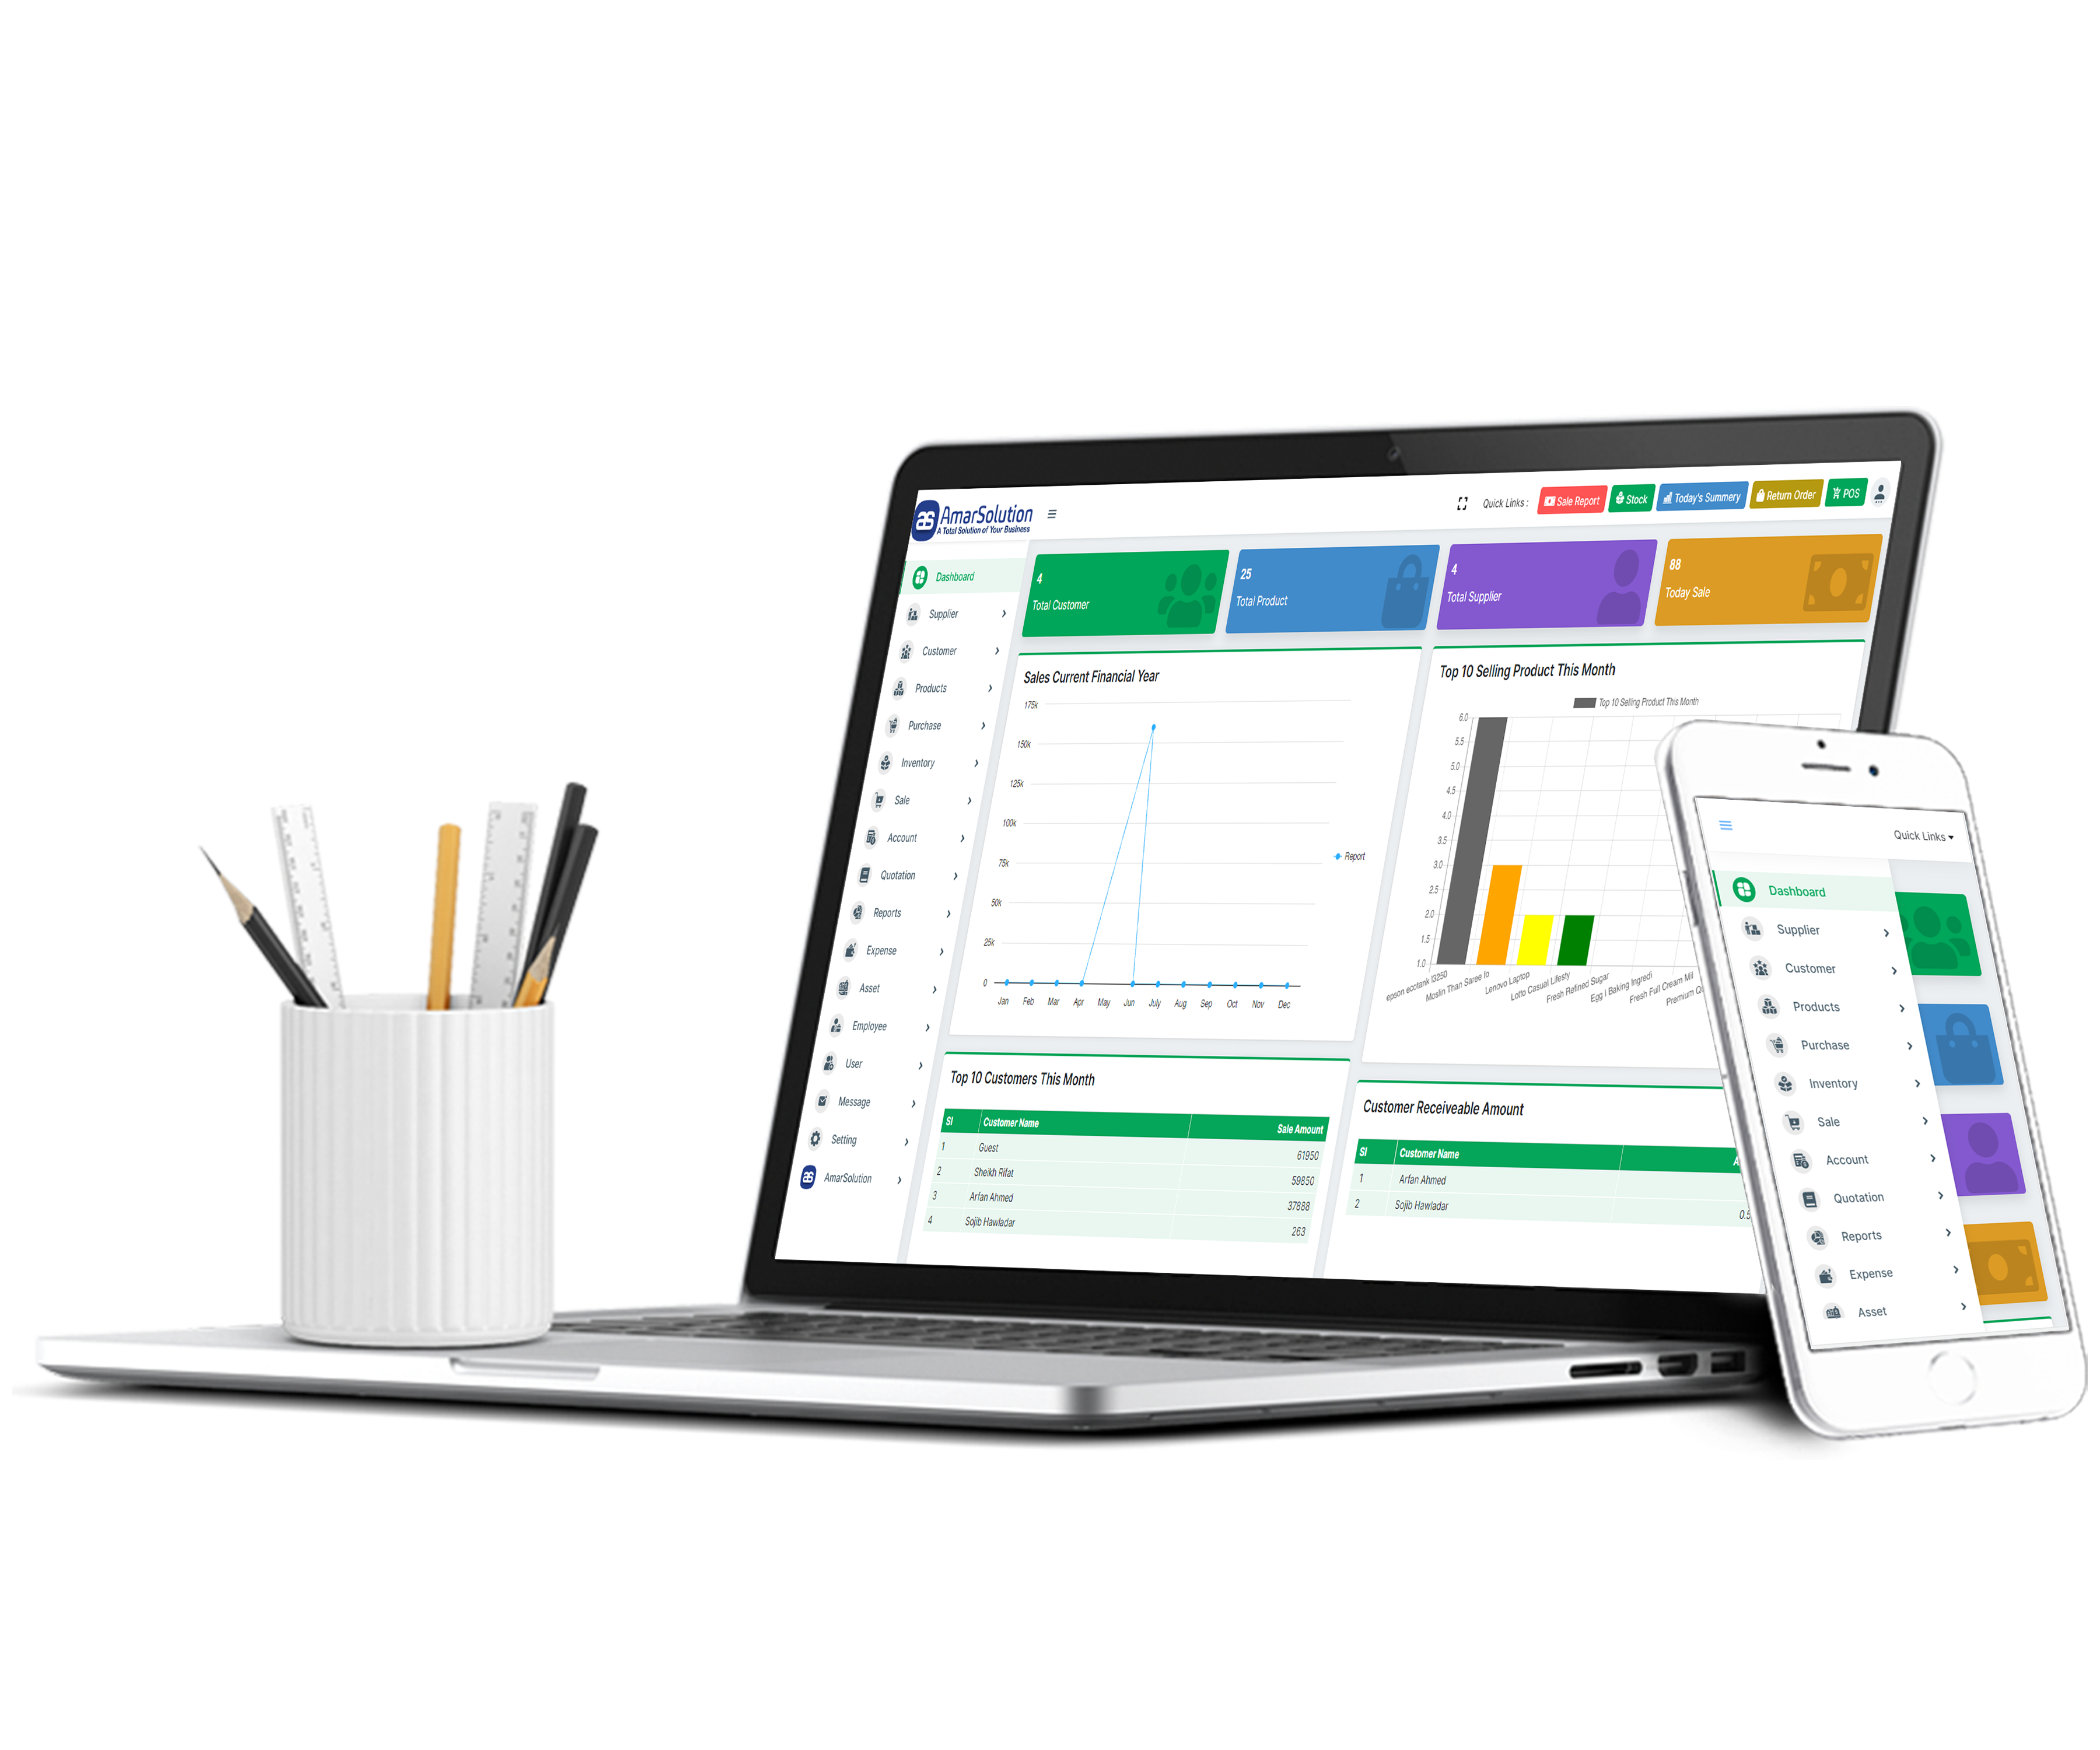 AmarSolution
A Total Solution of Your Business
Quick Links :
Sale Report
Stock
Today's Summery
Return Order
POS
Dashboard
Supplier
Customer
Products
Purchase
Inventory
Sale
Account
Quotation
Reports
Expense
Asset
Employee
User
Message
Setting
AmarSolution
4
Total Customer
25
Total Product
4
Total Supplier
88
Today Sale
Sales Current Financial Year
175k
150k
125k
100k
75k
50k
25k
0
Jan Feb Mar Apr May Jun July Aug Sep Oct Nov Dec
Report
Top 10 Selling Product This Month
Top 10 Selling Product This Month
6.0
5.5
5.0
4.5
4.0
3.5
3.0
2.5
2.0
1.5
1.0
epson ecotank l3250
Moslin Than Saree fo
Lenovo Laptop
Lotto Casual Lifesty
Fresh Refined Sugar
Egg | Baking Ingredi
Fresh Full Cream Mil
Premium
Top 10 Customers This Month
Sl Customer Name Sale Amount
1 Guest 61950
2 Sheikh Rifat 59850
3 Arfan Ahmed 37888
4 Sojib Hawladar 263
Customer Receiveable Amount
Sl Customer Name
1 Arfan Ahmed
2 Sojib Hawladar 0.5
Quick Links
Dashboard
Supplier
Customer
Products
Purchase
Inventory
Sale
Account
Quotation
Reports
Expense
Asset